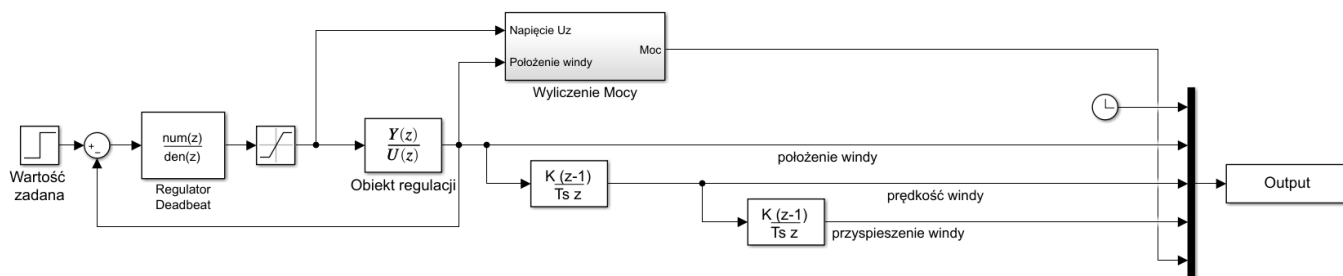 Napięcie Uz
Moc
Położenie windy
Wyliczenie Mocy
+
−
num(z)
den(z)
Y(z)
U(z)
położenie windy
Wartość
zadana
Regulator
Deadbeat
Obiekt regulacji
K (z-1)
Ts z
prędkość windy
Output
K (z-1)
Ts z
przyspieszenie windy